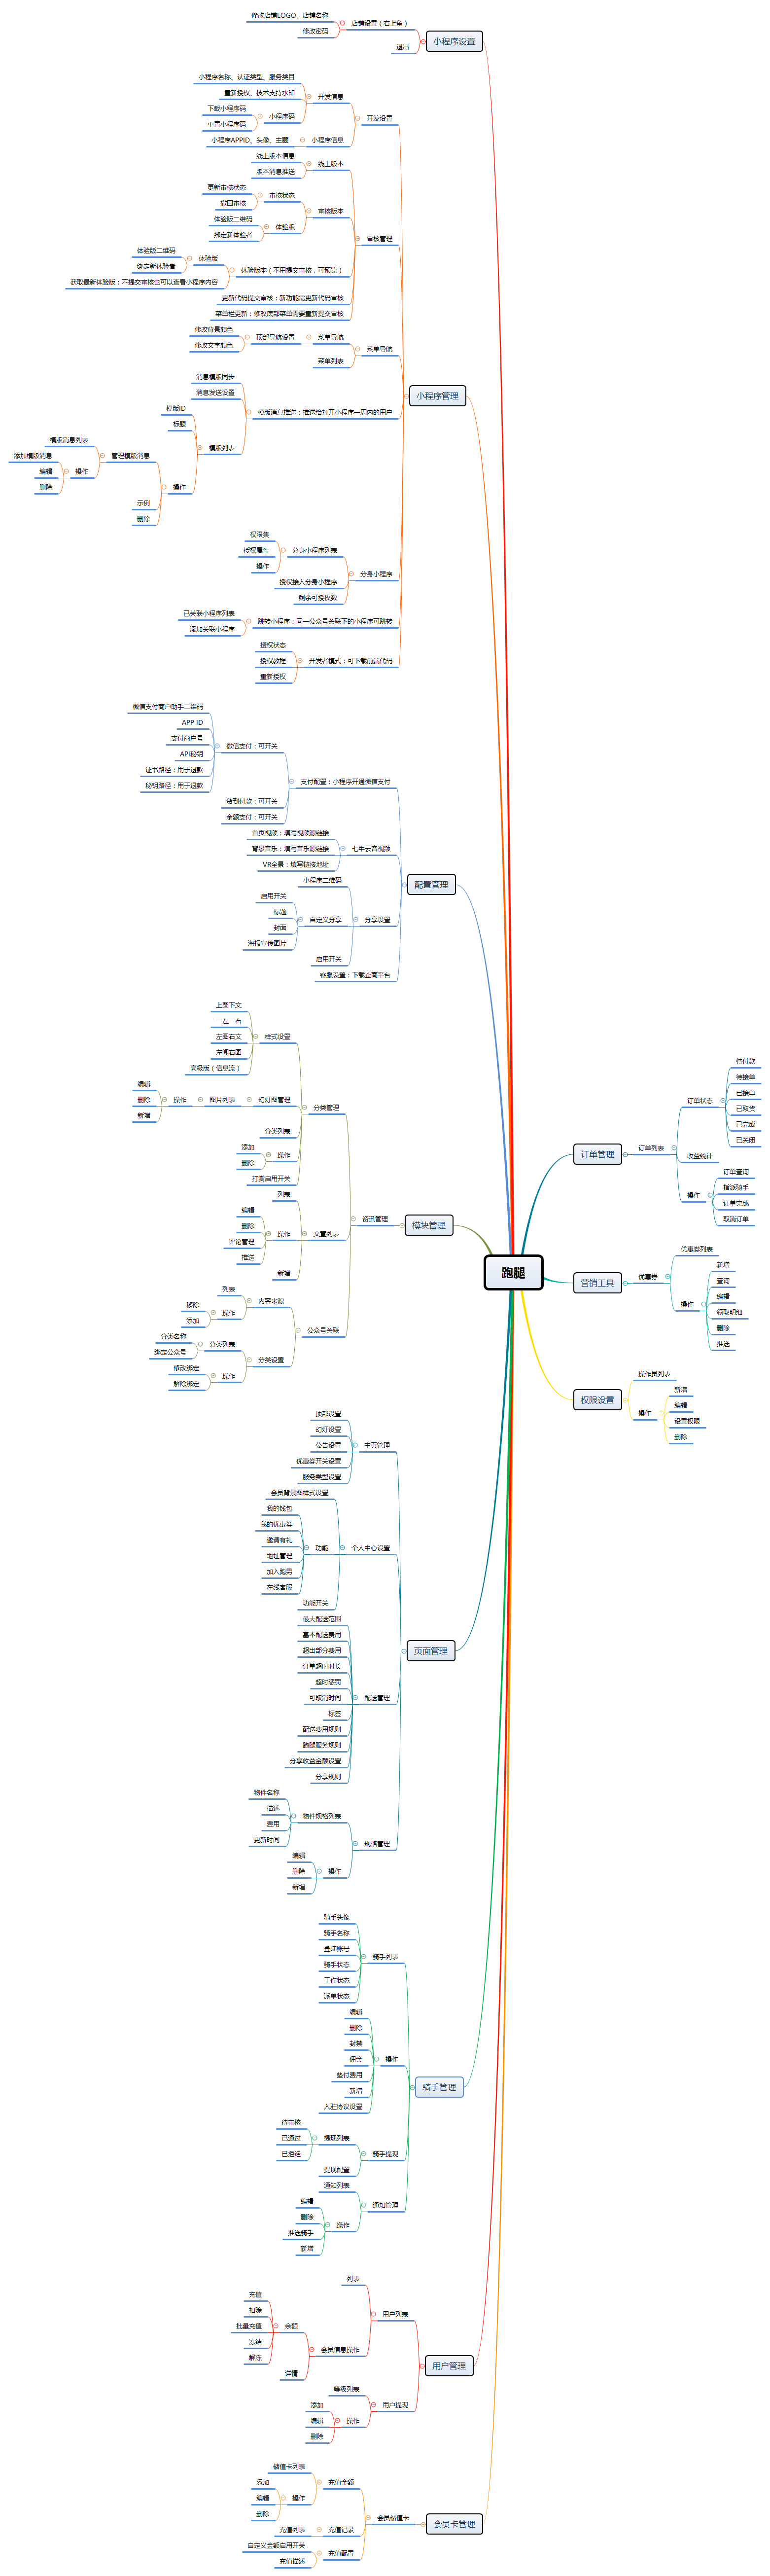 跑腿
小程序设置
店铺设置（右上角）
修改店铺LOGO、店铺名称
修改密码
退出
小程序管理
开发设置
开发信息
小程序名称、认证类型、服务类目
重新授权、技术支持水印
小程序码
下载小程序码
重置小程序码
小程序信息
小程序APPID、头像、主题
审核管理
线上版本
线上版本信息
版本消息推送
审核版本
审核状态
更新审核状态
撤回审核
体验版
体验版二维码
绑定新体验者
体验版本（不用提交审核，可预览）
体验版
体验版二维码
绑定新体验者
获取最新体验版：不提交审核也可以查看小程序内容
更新代码提交审核：新功能需更新代码审核
菜单栏更新：修改底部菜单需要重新提交审核
菜单导航
菜单导航
顶部导航设置
修改背景颜色
修改文字颜色
菜单列表
模版消息推送：推送给打开小程序一周内的用户
消息模版同步
消息发送设置
模版列表
模版ID
标题
操作
管理模版消息
模版消息列表
操作
添加模版消息
编辑
删除
示例
删除
分身小程序
分身小程序列表
权限集
授权属性
操作
授权接入分身小程序
剩余可授权数
跳转小程序：同一公众号关联下的小程序可跳转
已关联小程序列表
添加关联小程序
开发者模式：可下载前端代码
授权状态
授权教程
重新授权
配置管理
支付配置：小程序开通微信支付
微信支付：可开关
微信支付商户助手二维码
APP ID
支付商户号
API秘钥
证书路径：用于退款
秘钥路径：用于退款
货到付款：可开关
余额支付：可开关
七牛云音视频
首页视频：填写视频源链接
背景音乐：填写音乐源链接
VR全景：填写链接地址
分享设置
小程序二维码
自定义分享
启用开关
标题
封面
海报宣传图片
启用开关
客服设置：下载企商平台
模块管理
资讯管理
分类管理
样式设置
上图下文
一左一右
左图右文
左闻右图
高级版（信息流）
幻灯图管理
图片列表
操作
编辑
删除
新增
分类列表
操作
添加
删除
打赏启用开关
文章列表
列表
操作
编辑
删除
评论管理
推送
新增
公众号关联
内容来源
列表
操作
移除
添加
分类设置
分类列表
分类名称
绑定公众号
操作
修改绑定
解除绑定
页面管理
主页管理
顶部设置
幻灯设置
公告设置
优惠券开关设置
服务类型设置
个人中心设置
会员背景图样式设置
功能
我的钱包
我的优惠券
邀请有礼
地址管理
加入跑男
在线客服
功能开关
配送管理
最大配送范围
基本配送费用
超出部分费用
订单超时时长
超时惩罚
可取消时间
标签
配送费用规则
跑腿服务规则
分享收益金额设置
分享规则
规格管理
物件规格列表
物件名称
描述
费用
更新时间
操作
编辑
删除
新增
骑手管理
骑手列表
骑手头像
骑手名称
登陆账号
骑手状态
工作状态
派单状态
操作
编辑
删除
封禁
佣金
垫付费用
新增
入驻协议设置
骑手提现
提现列表
待审核
已通过
已拒绝
提现配置
通知管理
通知列表
操作
编辑
删除
推送骑手
新增
用户管理
用户列表
列表
会员信息操作
余额
充值
扣除
批量充值
冻结
解冻
详情
用户提现
等级列表
操作
添加
编辑
删除
会员卡管理
会员储值卡
充值金额
储值卡列表
操作
添加
编辑
删除
充值记录
充值列表
充值配置
自定义金额启用开关
充值描述
订单管理
订单列表
订单状态
待付款
待接单
已接单
已取货
已完成
已关闭
收益统计
操作
订单查询
指派骑手
订单完成
取消订单
营销工具
优惠券
优惠券列表
操作
新增
查询
编辑
领取明细
删除
推送
权限设置
操作员列表
操作
新增
编辑
设置权限
删除